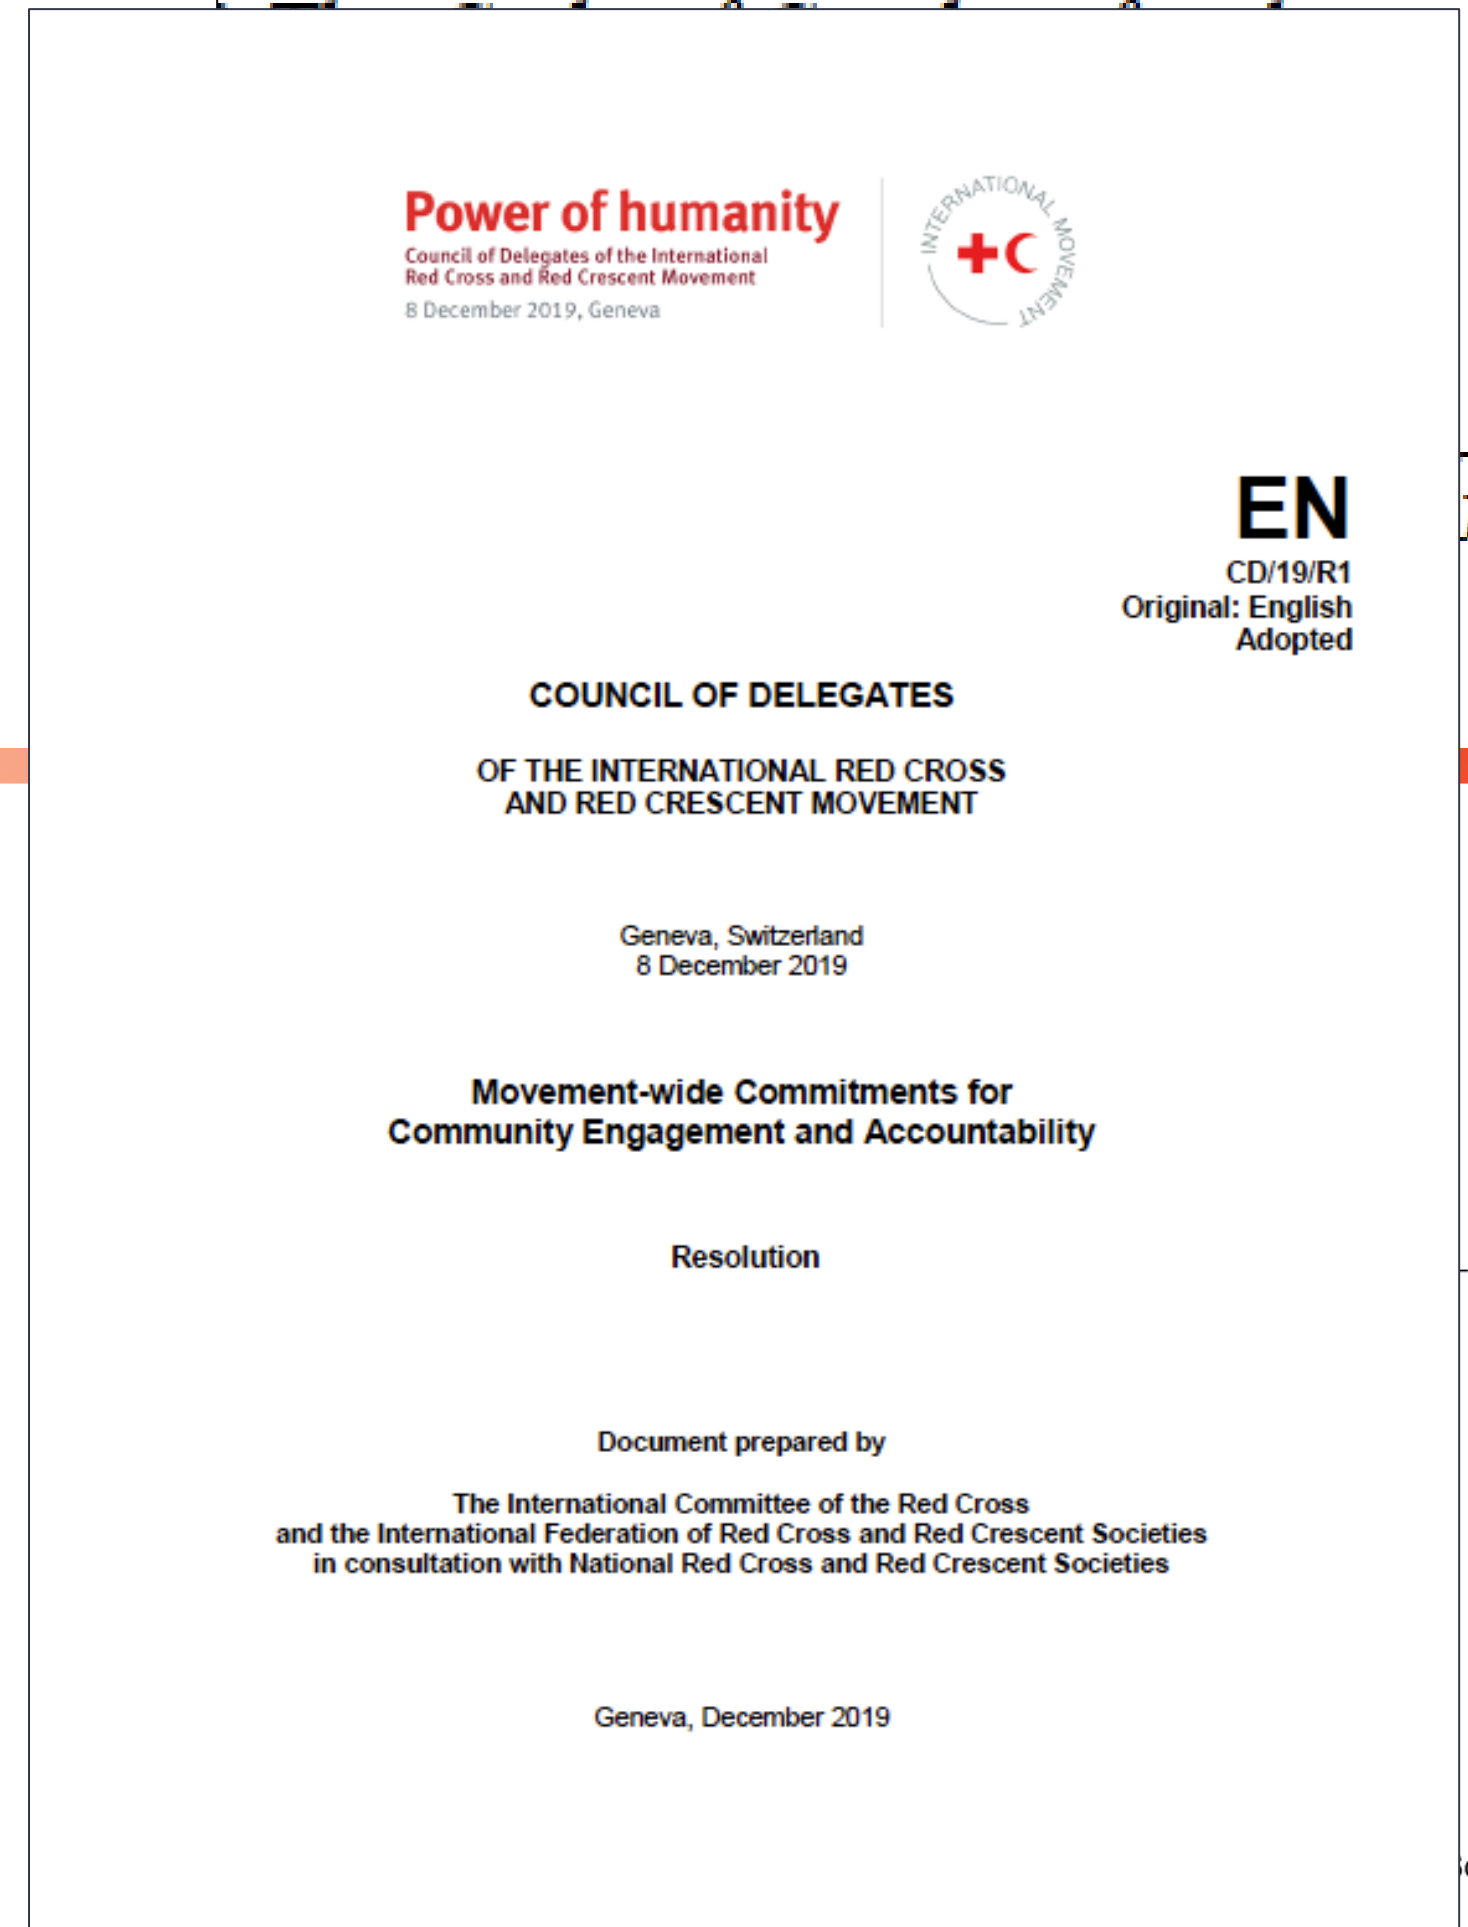 Power of humanity
Council of Delegates of the International
Red Cross and Red Crescent Movement
8 December 2019, Geneva
INTERNATIONAL MOVEMENT
EN
CD/19/R1
Original: English
Adopted
COUNCIL OF DELEGATES
OF THE INTERNATIONAL RED CROSS
AND RED CRESCENT MOVEMENT
Geneva, Switzerland
8 December 2019
Movement-wide Commitments for
Community Engagement and Accountability
Resolution
Document prepared by
The International Committee of the Red Cross
and the International Federation of Red Cross and Red Crescent Societies
in consultation with National Red Cross and Red Crescent Societies
Geneva, December 2019